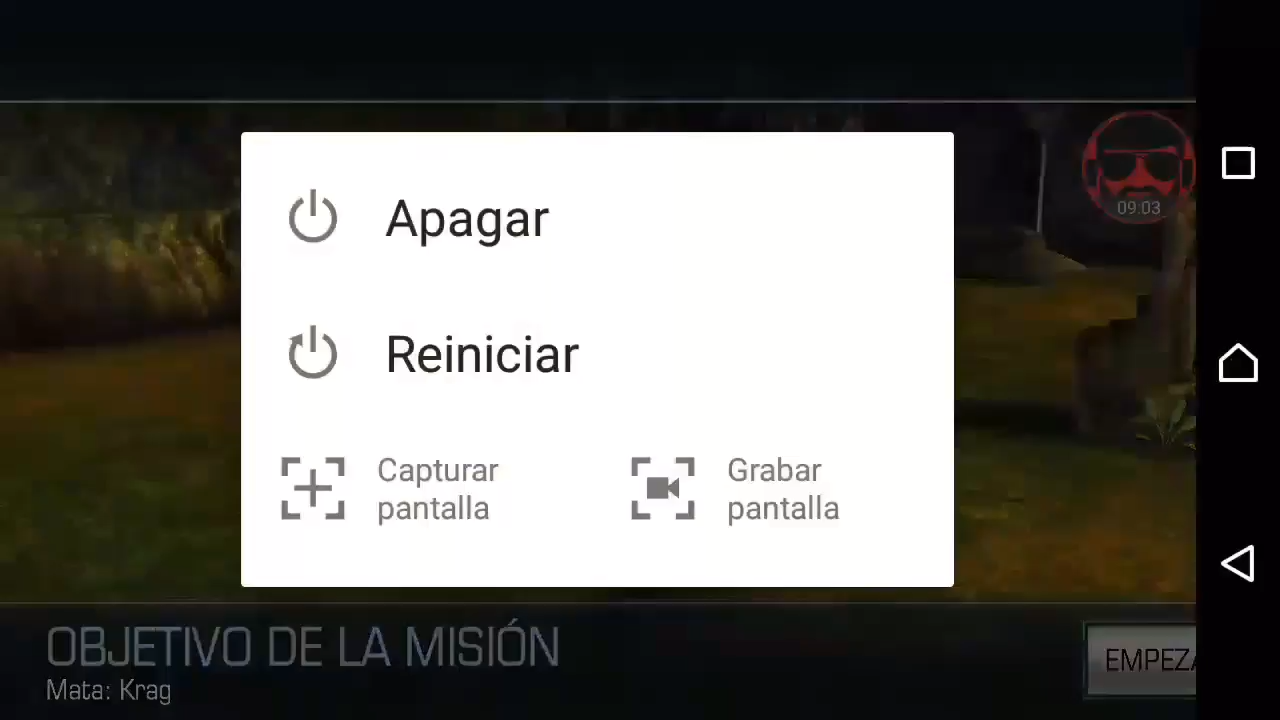 Apagar
09:03
Reiniciar
Capturar
pantalla
Grabar
pantalla
OBJETIVO DE LA MISIÓN
Mata: Krag
EMPEZA